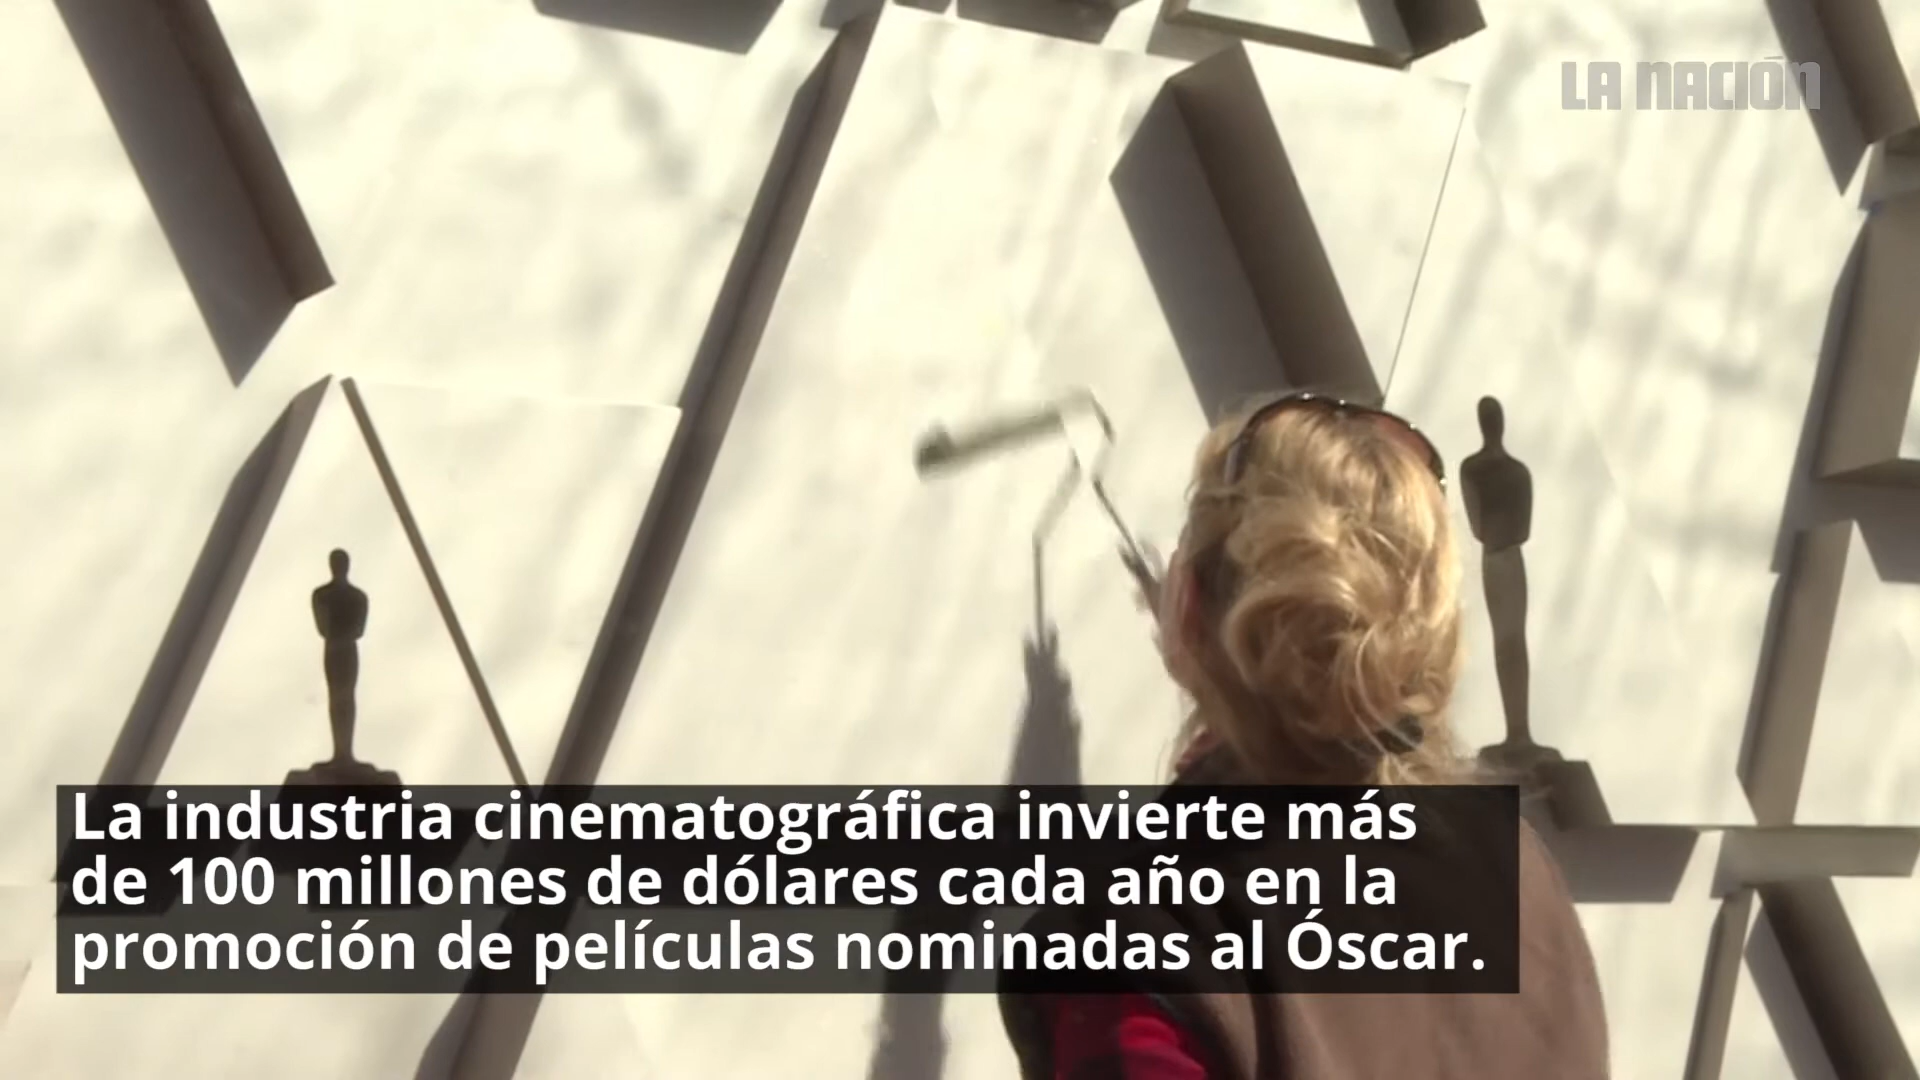 LA NACIÓN
La industria cinematográfica invierte más
de 100 millones de dólares cada año en la
promoción de películas nominadas al Óscar.